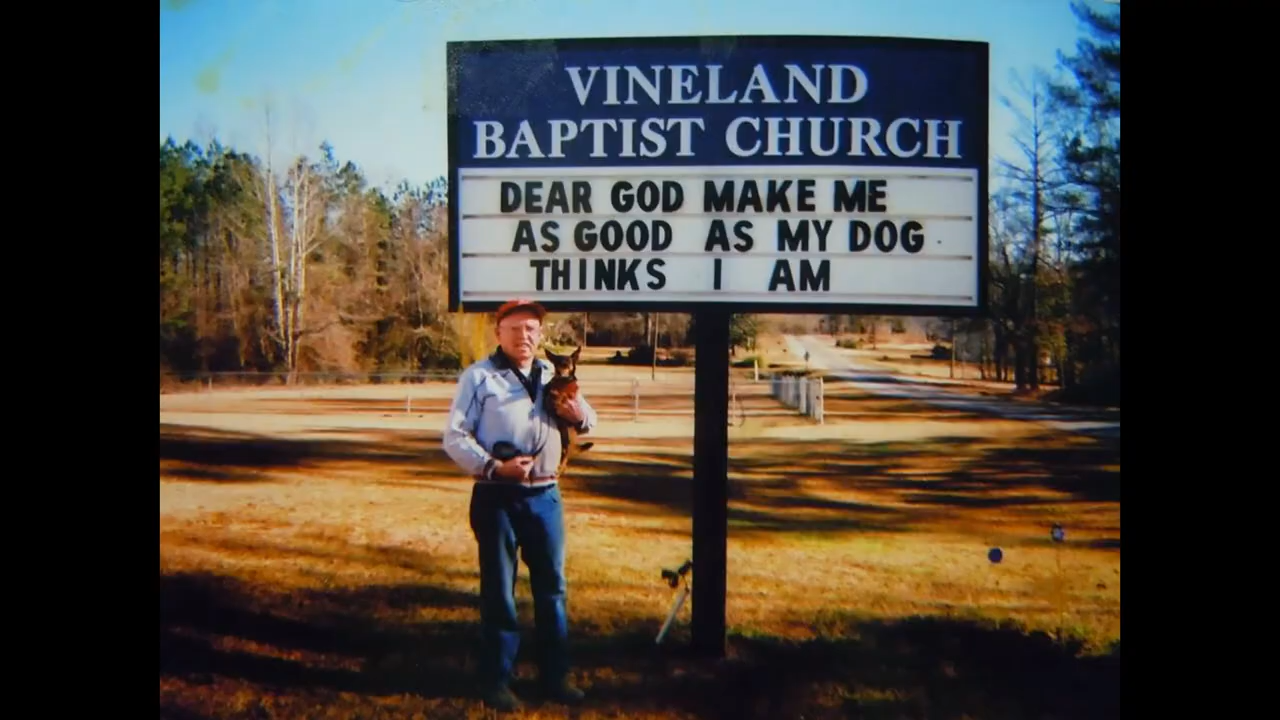 VINELAND
BAPTIST CHURCH
DEAR GOD MAKE ME
AS GOOD AS MY DOG
THINKS I AM